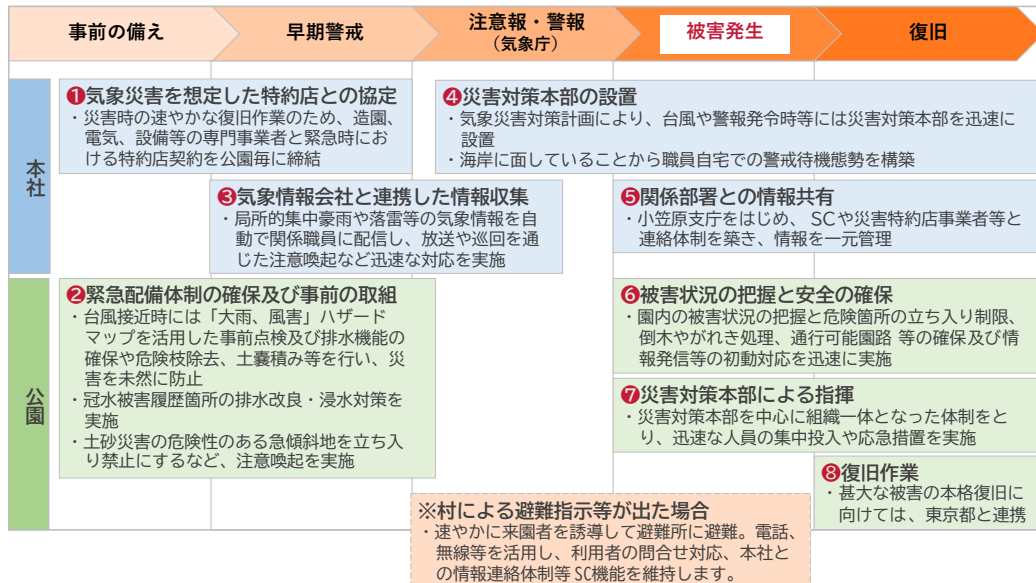 事前の備え
早期警戒
注意報・警報
（気象庁）
被害発生
復旧
本社
❶気象災害を想定した特約店との協定
・災害時の速やかな復旧作業のため、造園、
電気、設備等の専門事業者と緊急時にお
ける特約店契約を公園毎に締結
❹災害対策本部の設置
・気象災害対策計画により、台風や警報発令時等には災害対策本部を迅速に
設置
・海岸に面していることから職員自宅での警戒待機態勢を構築
❸気象情報会社と連携した情報収集
・局所的集中豪雨や落雷等の気象情報を自
動で関係職員に配信し、放送や巡回を通
じた注意喚起など迅速な対応を実施
❺関係部署との情報共有
・小笠原支庁をはじめ、 SCや災害特約店事業者等と
連絡体制を築き、情報を一元管理
公園
❷緊急配備体制の確保及び事前の取組
・台風接近時には「大雨、風害」ハザード
マップを活用した事前点検及び排水機能の
確保や危険枝除去、土嚢積み等を行い、災
害を未然に防止
・冠水被害履歴箇所の排水改良・浸水対策を
実施
・土砂災害の危険性のある急傾斜地を立ち入
り禁止にするなど、注意喚起を実施
❻被害状況の把握と安全の確保
・園内の被害状況の把握と危険箇所の立ち入り制限、
倒木やがれき処理、通行可能園路 等の確保及び情
報発信等の初動対応を迅速に実施
❼災害対策本部による指揮
・災害対策本部を中心に組織一体となった体制をと
り、迅速な人員の集中投入や応急措置を実施
❽復旧作業
・甚大な被害の本格復旧に
向けては、東京都と連携
※村による避難指示等が出た場合
・速やかに来園者を誘導して避難所に避難。電話、
無線等を活用し、利用者の問合せ対応、本社と
の情報連絡体制等 SC機能を維持します。